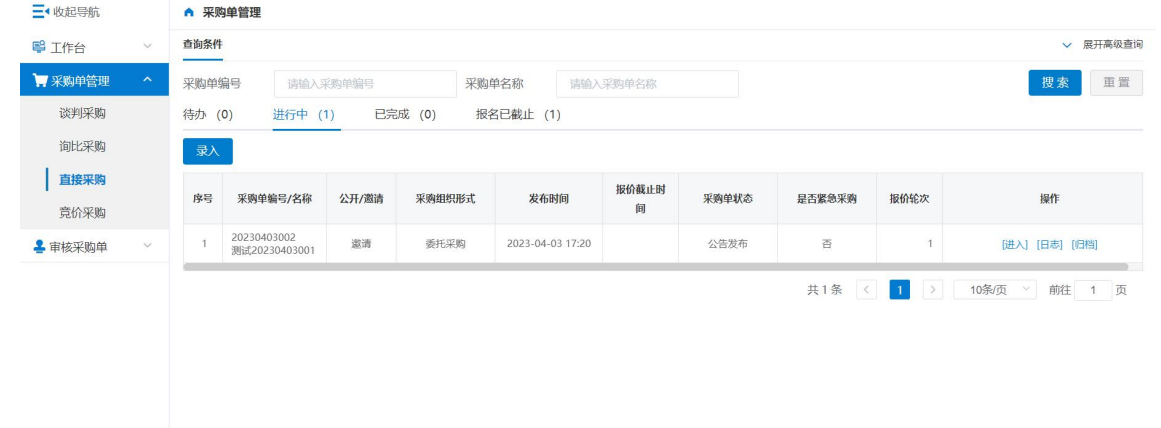 收起导航
采购单管理
工作台
查询条件
展开高级查询
采购单管理
采购单编号 请输入采购单编号 采购单名称 请输入采购单名称 搜索 重置
谈判采购
待办 (0) 进行中 (1) 已完成 (0) 报名已截止 (1)
询比采购
录入
直接采购
竞价采购
审核采购单
序号 采购单编号/名称 公开/邀请 采购组织形式 发布时间 报价截止时间 采购单状态 是否紧急采购 报价轮次 操作
1 20230403002 邀请 委托采购 2023-04-03 17:20 公告发布 否 1 [进入] [日志] [归档]
测试20230403001
共 1 条 < 1 > 10条/页 前往 1 页